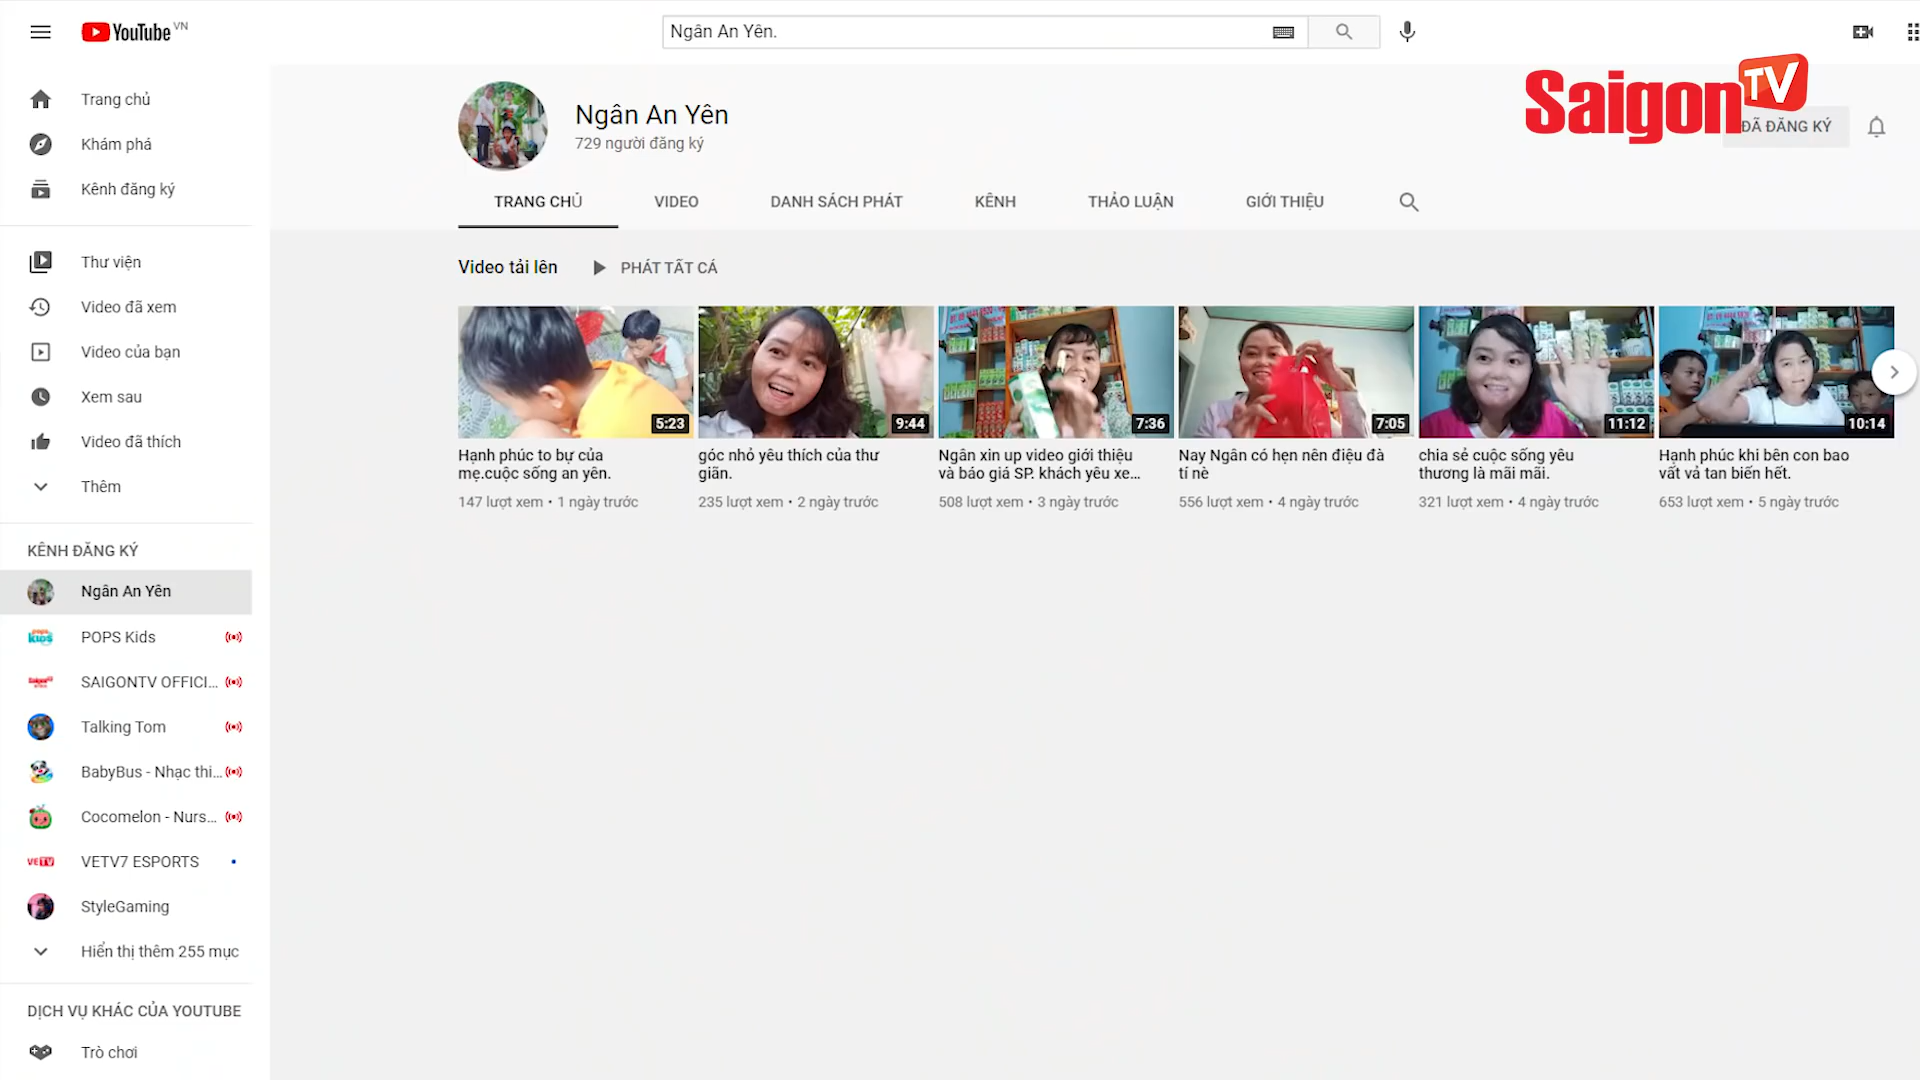 YouTube VN
Ngân An Yên.
Saigon TV
Trang chủ
Khám phá
Kênh đăng ký
Thư viện
Video đã xem
Video của bạn
Xem sau
Video đã thích
Thêm
KÊNH ĐĂNG KÝ
Ngân An Yên
POPS Kids
SAIGONTV OFFICI...
Talking Tom
BabyBus - Nhạc thi...
Cocomelon - Nurs...
VETV7 ESPORTS
StyleGaming
Hiển thị thêm 255 mục
DỊCH VỤ KHÁC CỦA YOUTUBE
Trò chơi
Ngân An Yên
729 người đăng ký
ĐÃ ĐĂNG KÝ
TRANG CHỦ VIDEO DANH SÁCH PHÁT KÊNH THẢO LUẬN GIỚI THIỆU
Video tải lên PHÁT TẤT CẢ
5:23
Hạnh phúc to bự của
mẹ.cuộc sống an yên.
147 lượt xem • 1 ngày trước
9:44
góc nhỏ yêu thích của thư
giãn.
235 lượt xem • 2 ngày trước
7:36
Ngân xin up video giới thiệu
và báo giá SP. khách yêu xe...
508 lượt xem • 3 ngày trước
7:05
Nay Ngân có hẹn nên điệu đà
tí nè
556 lượt xem • 4 ngày trước
11:12
chia sẻ cuộc sống yêu
thương là mãi mãi.
321 lượt xem • 4 ngày trước
10:14
Hạnh phúc khi bên con bao
vất vả tan biến hết.
653 lượt xem • 5 ngày trước